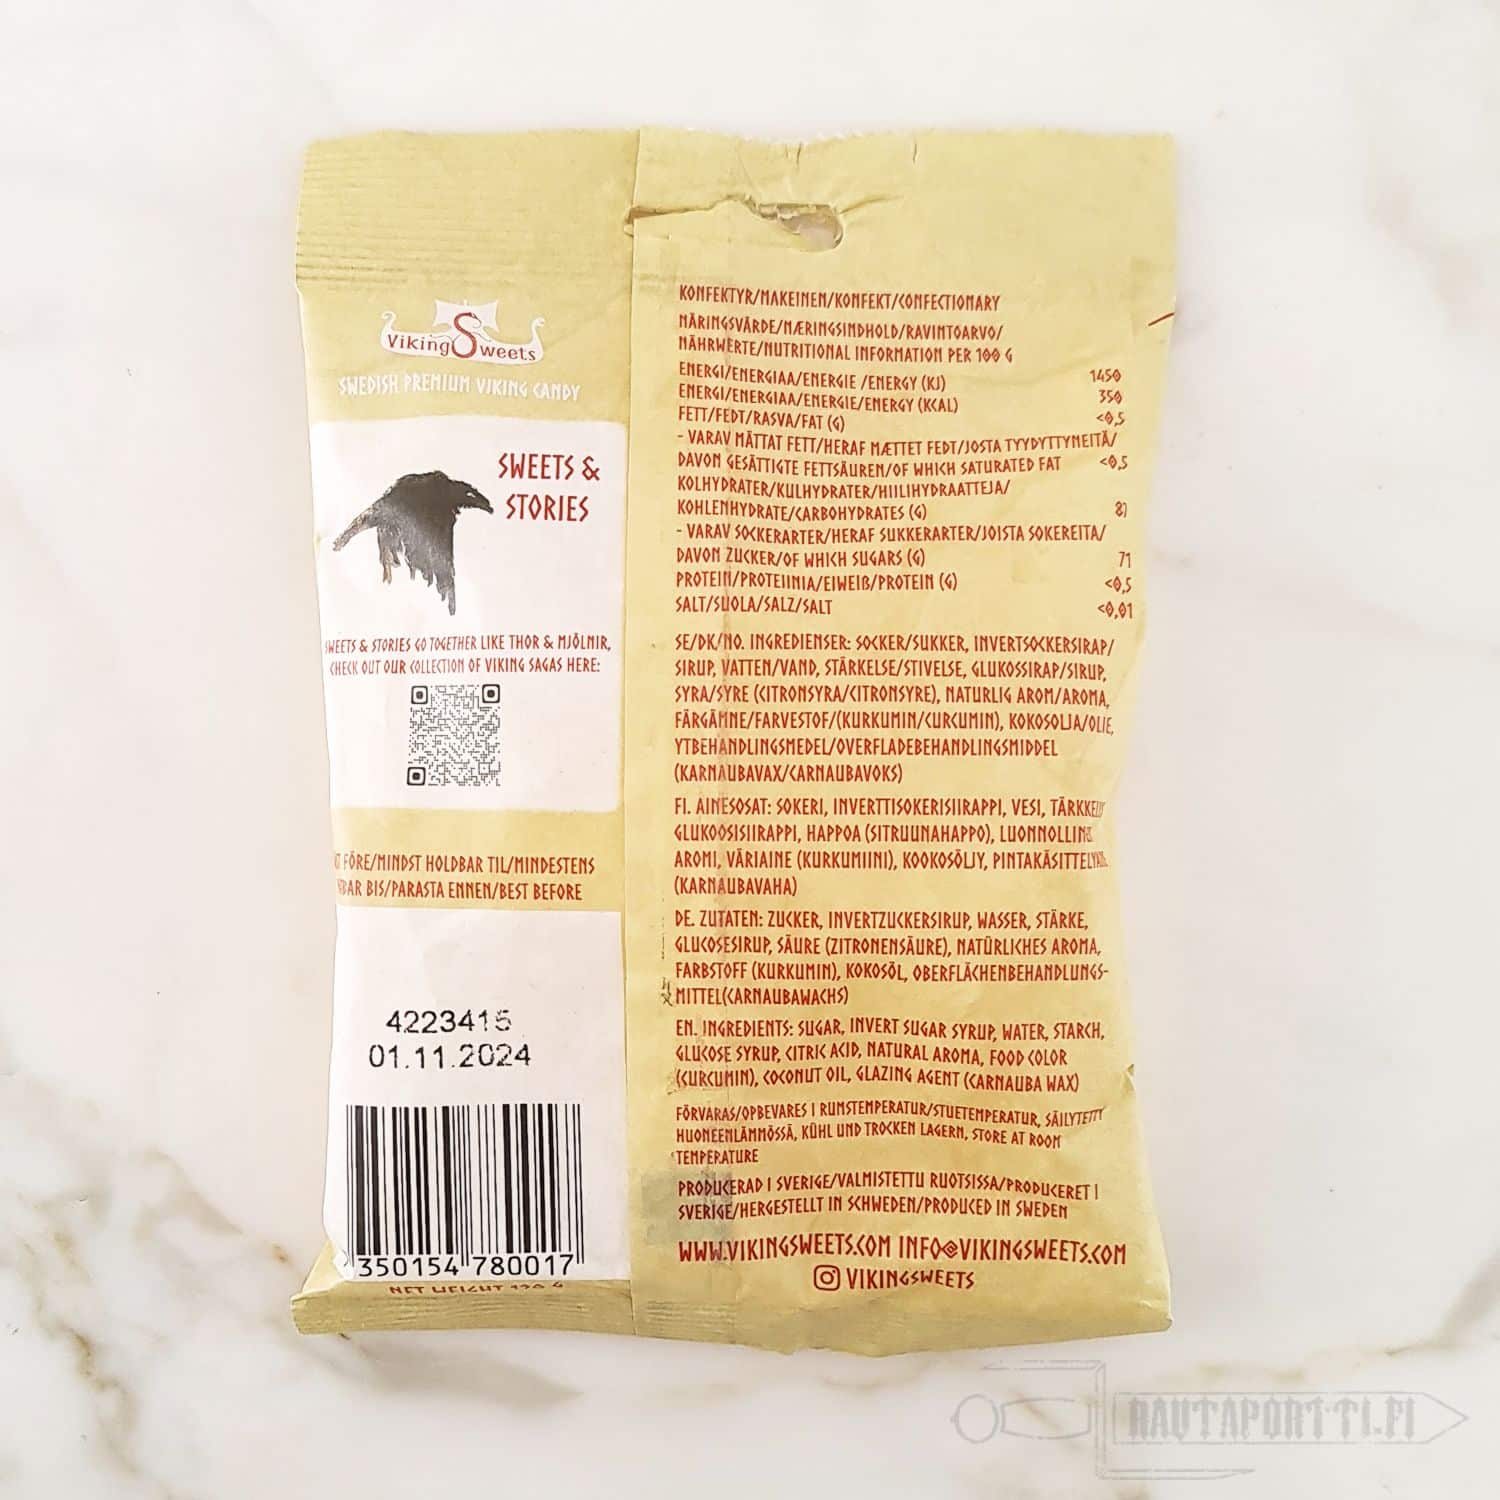 Viking Sweets
SWEDISH PREMIUM VIKING CANDY
SWEETS &
STORIES
SWEETS & STORIES GO TOGETHER LIKE THOR & MJÖLNIR,
CHECK OUT OUR COLLECTION OF VIKING SAGAS HERE:
FÖRE/MINDST HOLDBAR TIL/MINDESTENS
BIS/PARASTA ENNEN/BEST BEFORE
4223415
01.11.2024
350154 780017
NET WEIGHT 120 G
KONFEKTYR/MAKEINEN/KONFEKT/CONFECTIONARY
NÄRINGSVÄRDE/NÆRINGSINDHOLD/RAVINTOARVO/
NÄHRWERTE/NUTRITIONAL INFORMATION PER 100 G
ENERGI/ENERGIAA/ENERGIE /ENERGY (KJ) 1450
ENERGI/ENERGIAA/ENERGIE/ENERGY (KCAL) 350
FETT/FEDT/RASVA/FAT (G) <0,5
- VARAV MÄTTAT FETT/HERAF MÆTTET FEDT/JOSTA TYYDYTTYNEITÄ/
DAVON GESÄTTIGTE FETTSÄUREN/OF WHICH SATURATED FAT <0,5
KOLHYDRATER/KULHYDRATER/HIILIHYDRAATTEJA/
KOHLENHYDRATE/CARBOHYDRATES (G) 87
- VARAV SOCKERARTER/HERAF SUKKERARTER/JOISTA SOKEREITA/
DAVON ZUCKER/OF WHICH SUGARS (G) 71
PROTEIN/PROTEIINIA/EIWEIß/PROTEIN (G) <0,5
SALT/SUOLA/SALZ/SALT <0,01
SE/DK/NO. INGREDIENSER: SOCKER/SUKKER, INVERTSOCKERSIRAP/
SIRUP, VATTEN/VAND, STÄRKELSE/STIVELSE, GLUKOSSIRAP/SIRUP,
SYRA/SYRE (CITRONSYRA/CITRONSYRE), NATURLIG AROM/AROMA,
FÄRGÄMNE/FARVESTOF/(KURKUMIN/CURCUMIN), KOKOSOLJA/OLIE,
YTBEHANDLINGSMEDEL/OVERFLADEBEHANDLINGSMIDDEL
(KARNAUBAVAX/CARNAUBAVOKS)
FI. AINESOSAT: SOKERI, INVERTTISOKERISIIRAPPI, VESI,
GLUKOOSISIIRAPPI, HAPPOA (SITRUUNAHAPPO),
AROMI, VÄRIAINE (KURKUMIINI), KOOKOSÖLJY,
(KARNAUBAVAHA)
DE. ZUTATEN: ZUCKER, INVERTZUCKERSIRUP, WASSER, STÄRKE,
GLUCOSESIRUP, SÄURE (ZITRONENSÄURE), NATÜRLICHES AROMA,
FARBSTOFF (KURKUMIN), KOKOSÖL, OBERFLÄCHENBEHANDLUNGS-
MITTEL(CARNAUBAWACHS)
EN. INGREDIENTS: SUGAR, INVERT SUGAR SYRUP, WATER, STARCH,
GLUCOSE SYRUP, CITRIC ACID, NATURAL AROMA, FOOD COLOR
(CURCUMIN), COCONUT OIL, GLAZING AGENT (CARNAUBA WAX)
FÖRVARAS/OPBEVARES I RUMSTEMPERATUR/STUETEMPERATUR, SÄILYTETTY
HUONEENLÄMMÖSSÄ, KÜHL UND TROCKEN LAGERN, STORE AT ROOM
TEMPERATURE
PRODUCERAD I SVERIGE/VALMISTETTU RUOTSISSA/PRODUCERET I
SVERIGE/HERGESTELLT IN SCHWEDEN/PRODUCED IN SWEDEN
WWW.VIKINGSWEETS.COM INFO@VIKINGSWEETS.COM
VIKINGSWEETS
RAUTAPORTTI.FI